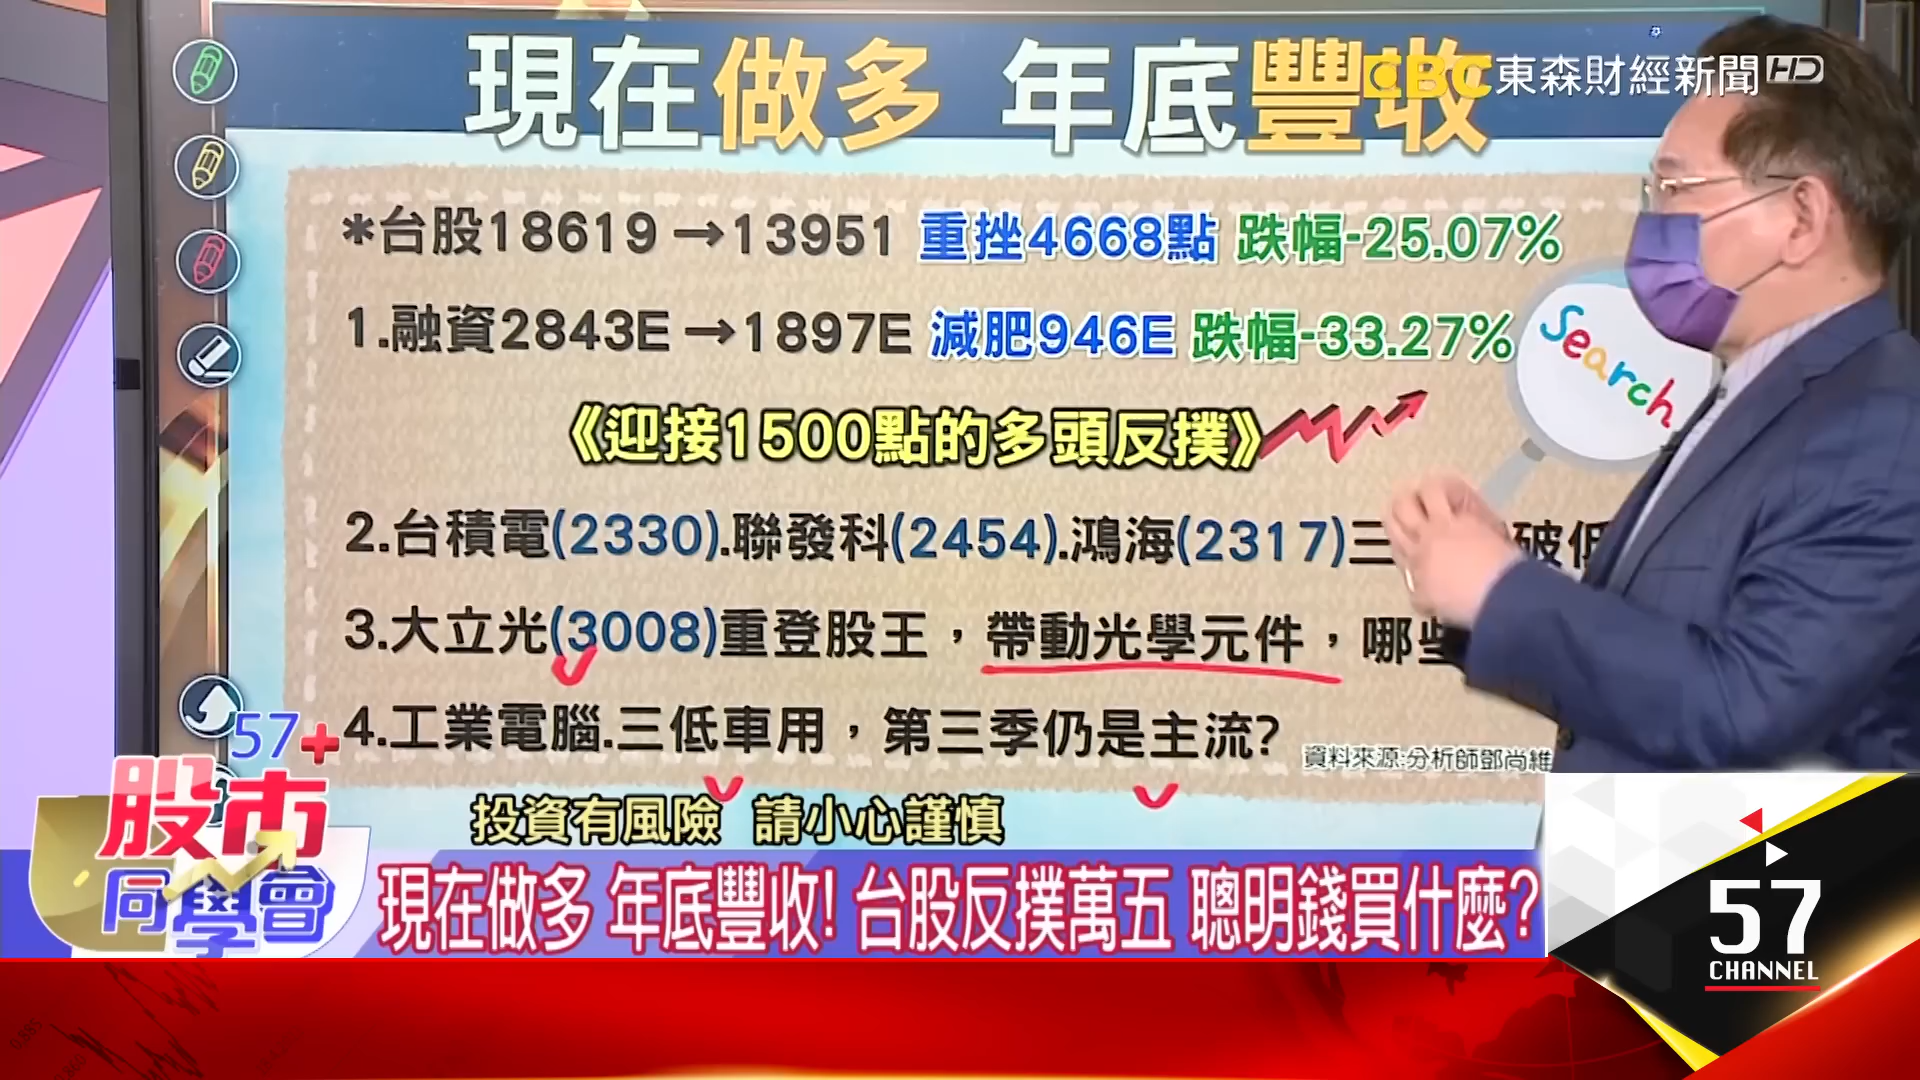 現在做多 年底豐收
EBC 東森財經新聞 HD
*台股18619→13951 重挫4668點 跌幅-25.07%
1.融資2843E→1897E 減肥946E 跌幅-33.27%
Search
《迎接1500點的多頭反撲》
2.台積電(2330).聯發科(2454).鴻海(2317)三 破低
3.大立光(3008)重登股王，帶動光學元件，哪些
4.工業電腦.三低車用，第三季仍是主流?
資料來源:分析師鄧尚維
57+
股市
同學會
投資有風險 請小心謹慎
現在做多 年底豐收! 台股反撲萬五 聰明錢買什麼?
57
CHANNEL